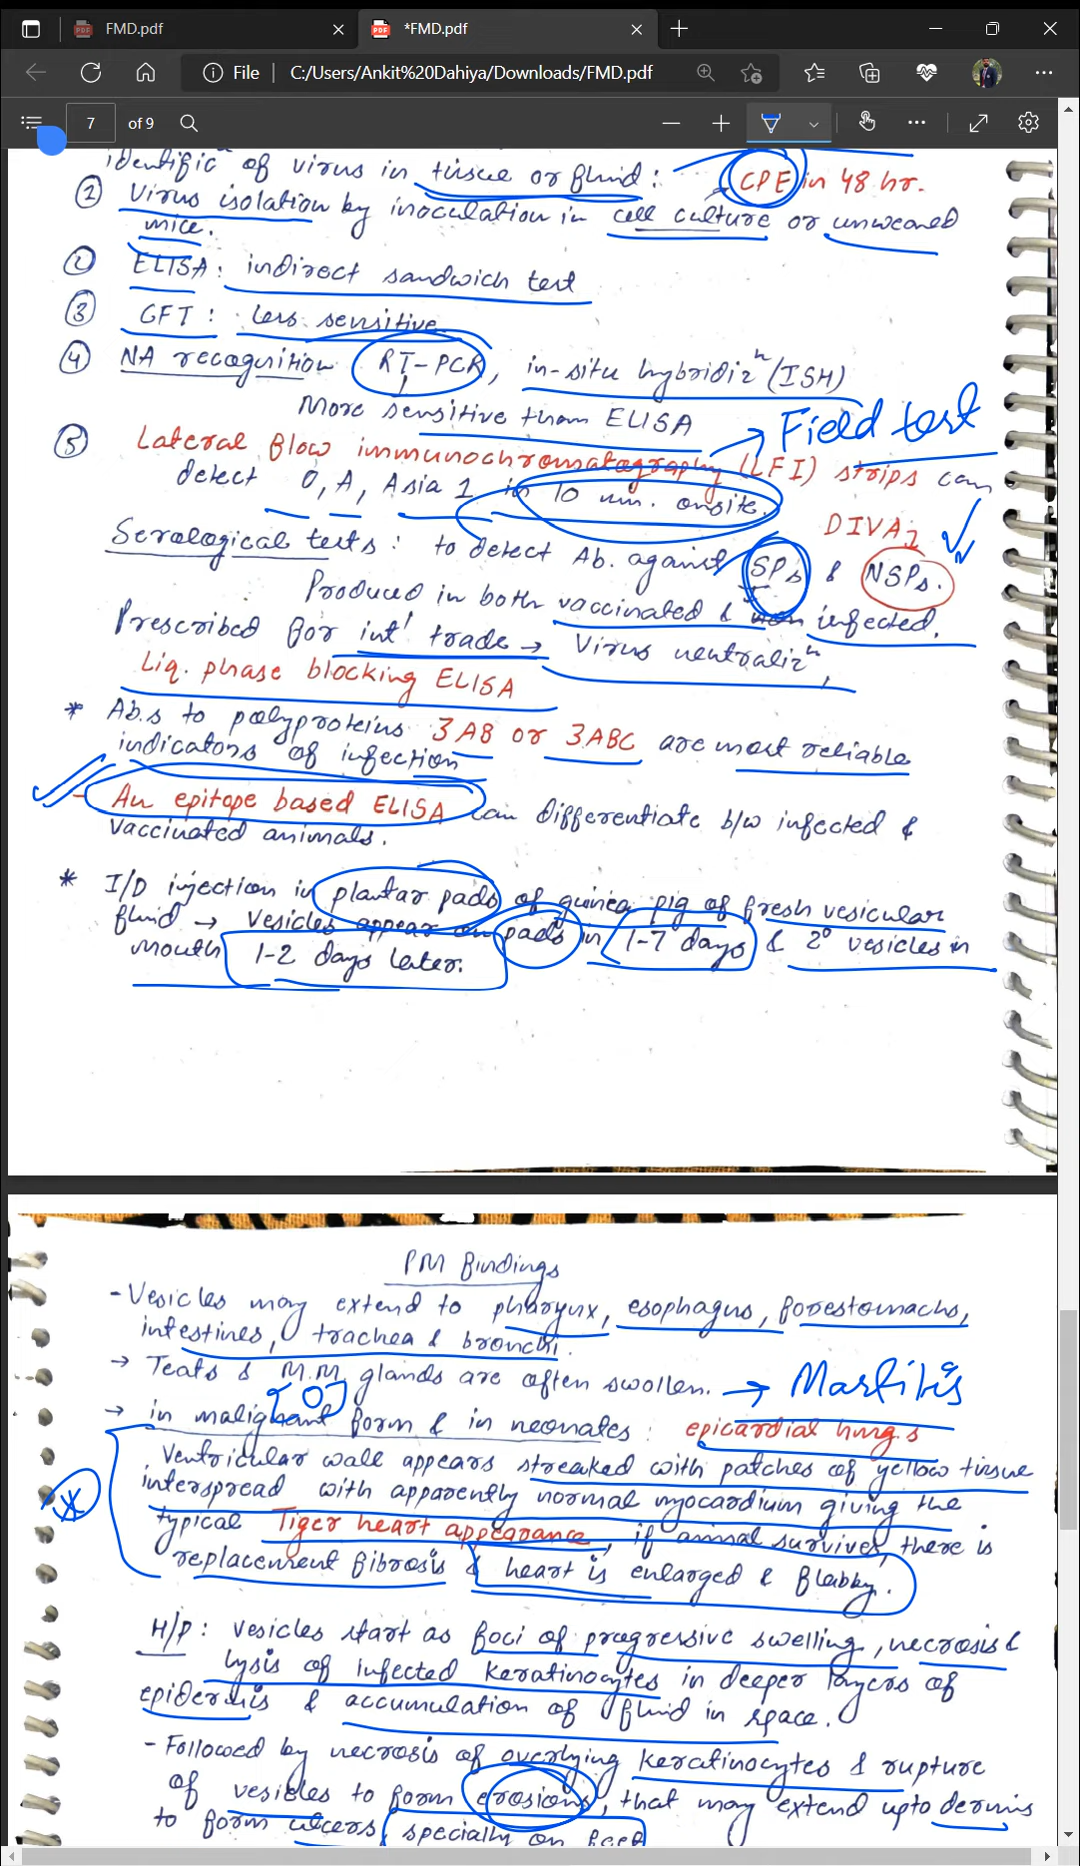 FMD.pdf
*FMD.pdf
File
C:/Users/Ankit%20Dahiya/Downloads/FMD.pdf
7 of 9
identific^n of virus in tissue or fluid: CPE in 48 hr.
① Virus isolation by inoculation in cell culture or unweaned
mice.
② ELISA: indirect sandwich test
③ CFT: Less sensitive
④ NA recognition RT-PCR, in-situ hybridiz^n (ISH)
More sensitive than ELISA
Field test
⑤ Lateral flow immunochromatography (LFI) strips can
detect O, A, Asia 1 in 10 min. onsite.
DIVA
Serological tests: to detect Ab. against SPs & NSPs.
Produced in both vaccinated & infected.
Prescribed for int' trade → Virus neutraliz^n,
Liq. phase blocking ELISA
* Ab.s to polyproteins 3AB or 3ABC are most reliable
indicators of infection
- An epitope based ELISA can differentiate b/w infected &
vaccinated animals.
* I/D injection in plantar pads of guinea pig of fresh vesicular
fluid → vesicles appear on pads in 1-7 days & 2° vesicles in
mouth 1-2 days later.
PM Findings
- Vesicles may extend to pharynx, esophagus, forestomachs,
intestines, trachea & bronchi.
→ Teats & M.M glands are often swollen. → Mastitis
→ in malignant form & in neonates: epicardial hmg.s
Ventricular wall appears streaked with patches of yellow tissue
interspread with apparently normal myocardium giving the
typical Tiger heart appearance, if animal survives, there is
replacement fibrosis & heart is enlarged & flabby.
H/P: vesicles start as foci of progressive swelling, necrosis &
lysis of infected keratinocytes in deeper layers of
epidermis & accumulation of fluid in space.
- Followed by necrosis of overlying keratinocytes & rupture
of vesicles to form erosions, that may extend upto dermis
to form ulcers, specially on feet